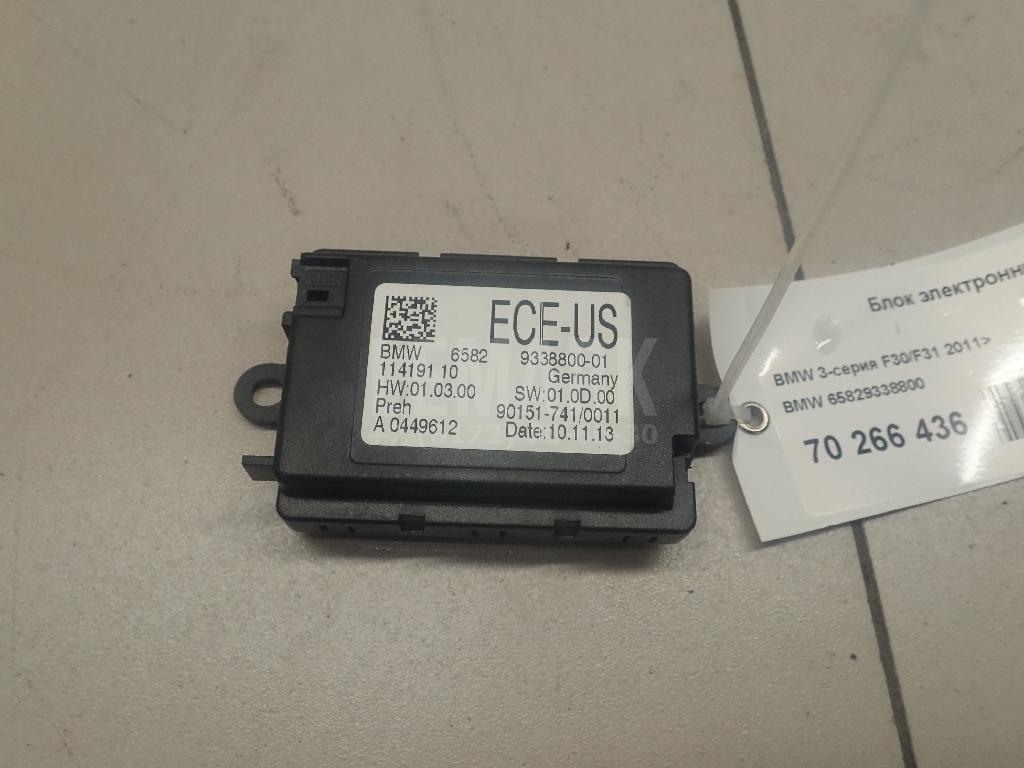 ECE-US
BMW 6582 9338800-01
114191 10 Germany
HW:01.03.00 SW:01.0D.00
Preh 90151-741/0011
A 0449612 Date:10.11.13
Блок
BMW 3-серия F30/F31 2011>
BMW 65829338800
70 266 436